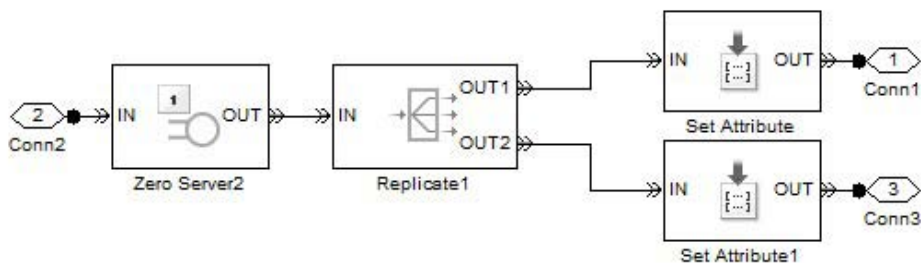 2
Conn2
1
IN
OUT
Zero Server2
IN
OUT1
OUT2
Replicate1
IN
[...]
[...]
OUT
Set Attribute
1
Conn1
IN
[...]
[...]
OUT
Set Attribute1
3
Conn3